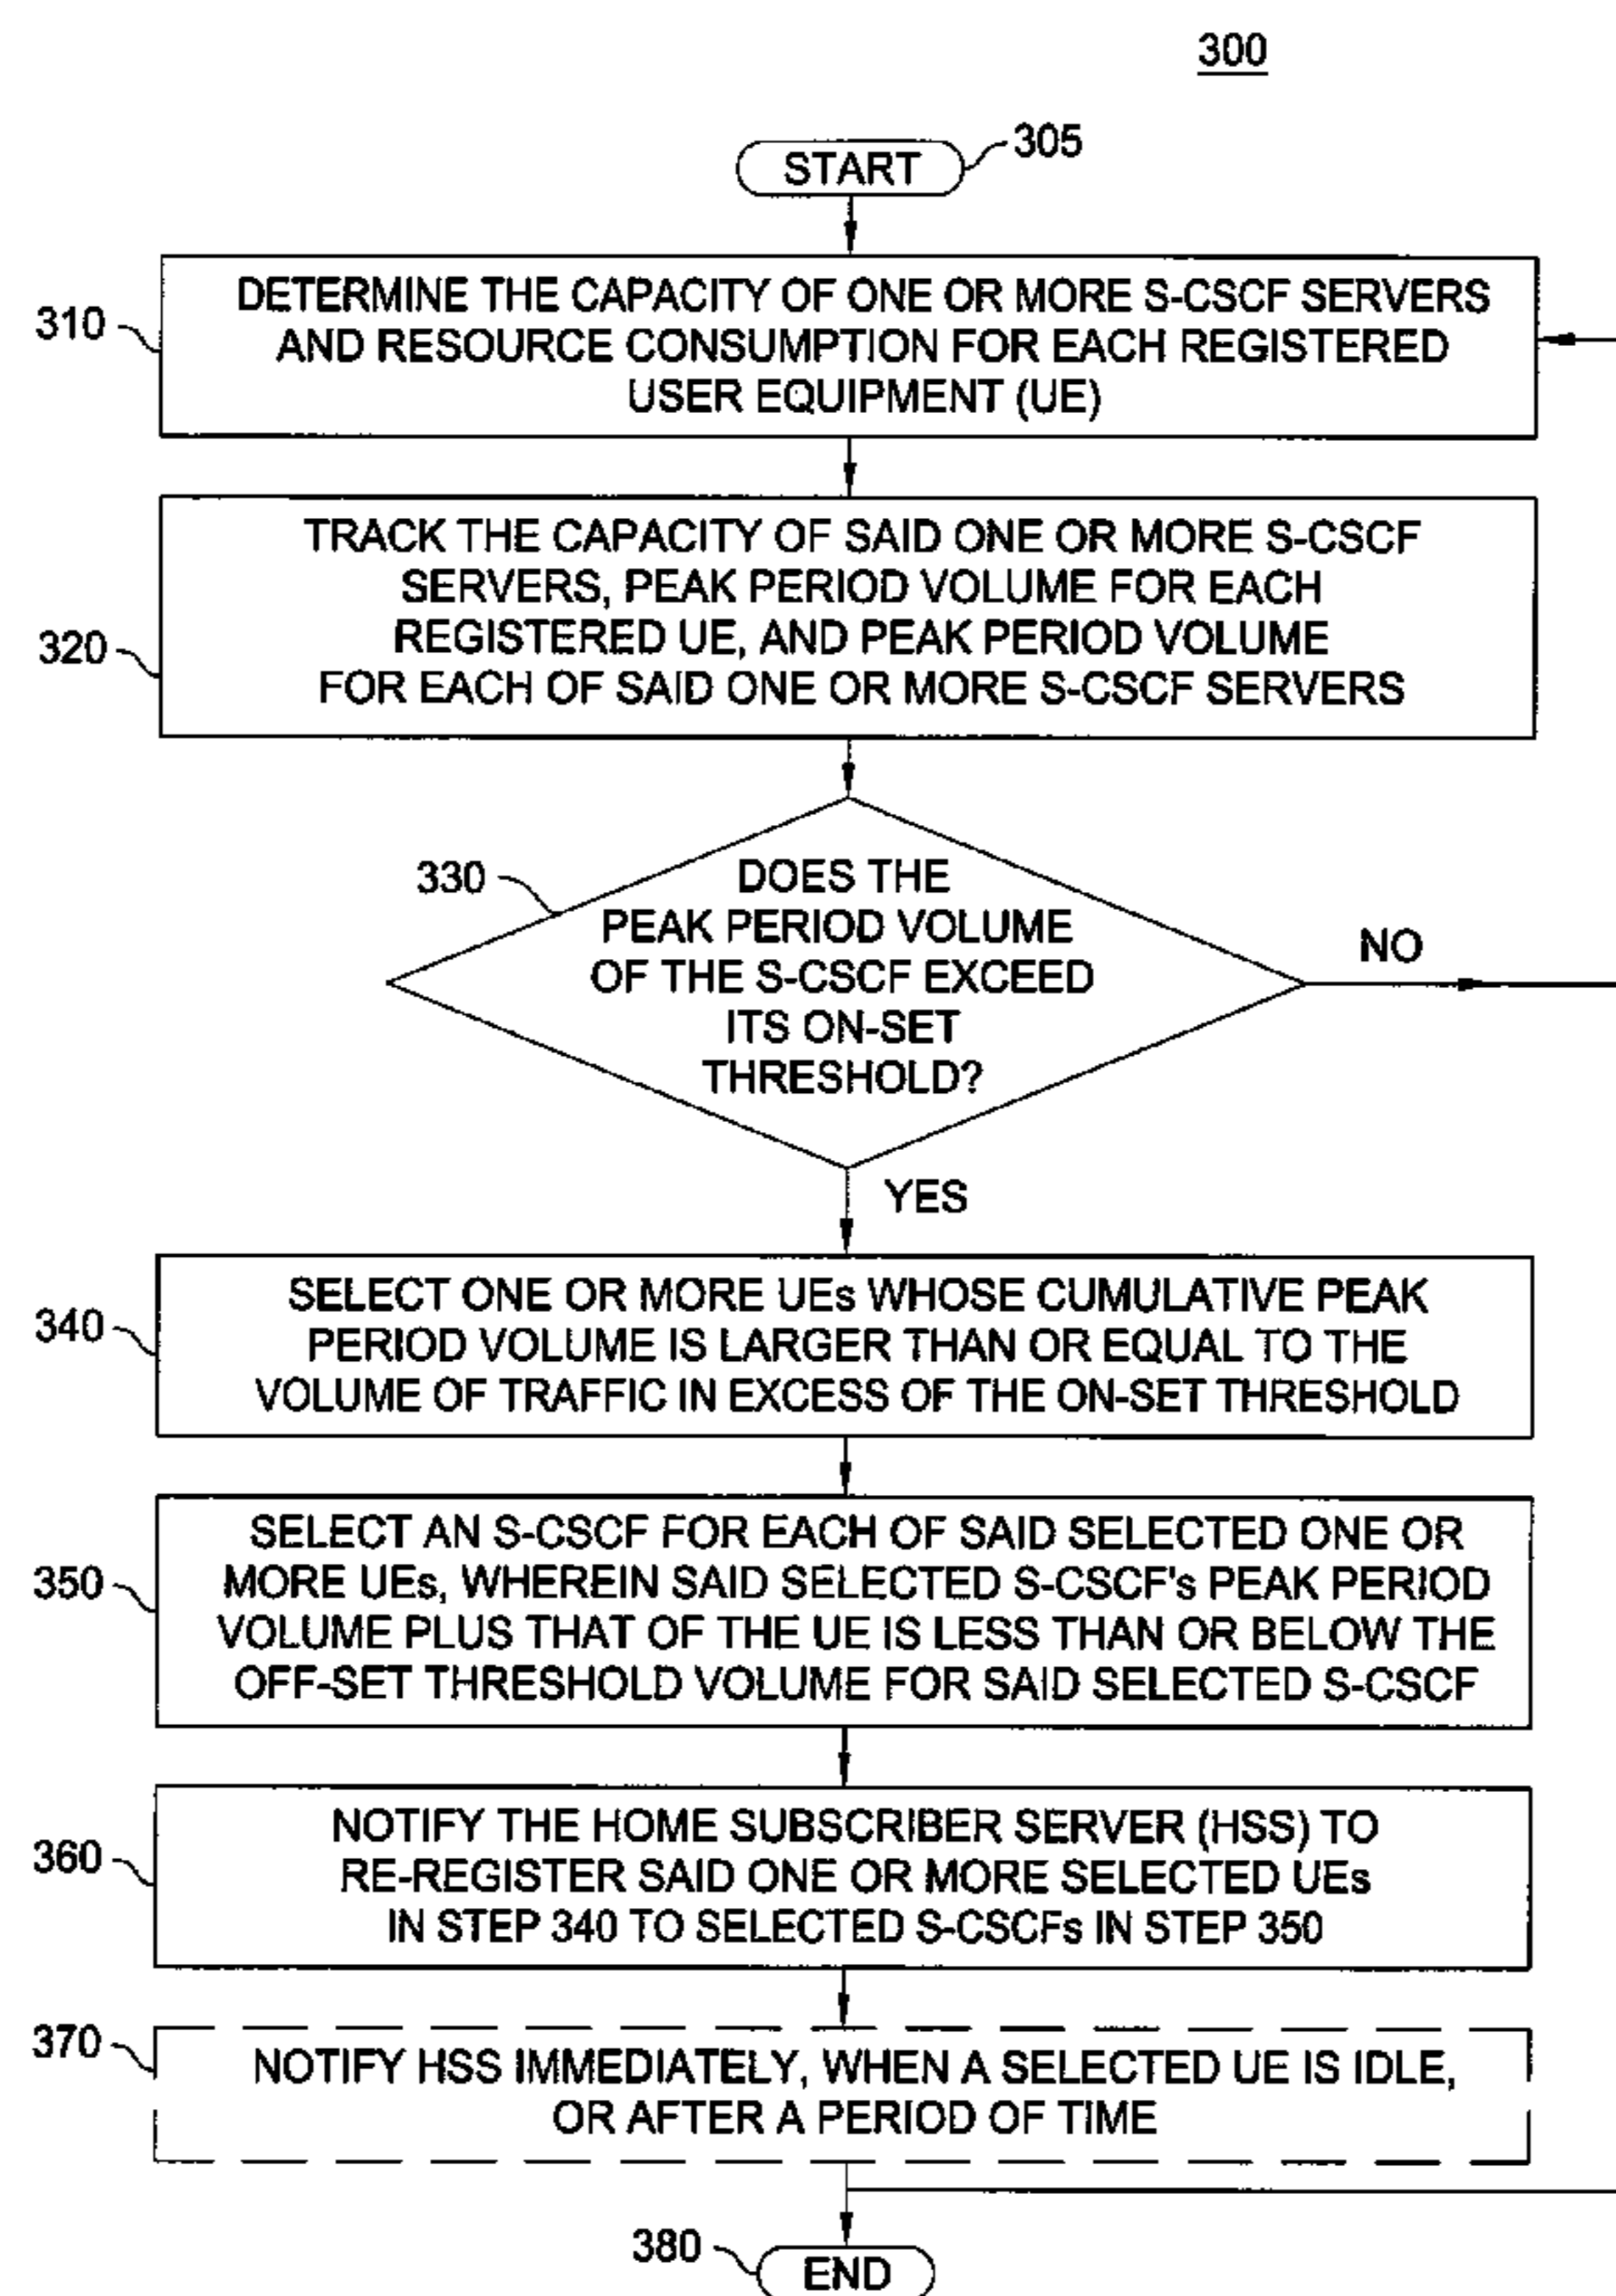 300
START
305
310
DETERMINE THE CAPACITY OF ONE OR MORE S-CSCF SERVERS
AND RESOURCE CONSUMPTION FOR EACH REGISTERED
USER EQUIPMENT (UE)
320
TRACK THE CAPACITY OF SAID ONE OR MORE S-CSCF
SERVERS, PEAK PERIOD VOLUME FOR EACH
REGISTERED UE, AND PEAK PERIOD VOLUME
FOR EACH OF SAID ONE OR MORE S-CSCF SERVERS
330
DOES THE
PEAK PERIOD VOLUME
OF THE S-CSCF EXCEED
ITS ON-SET
THRESHOLD?
NO
YES
340
SELECT ONE OR MORE UEs WHOSE CUMULATIVE PEAK
PERIOD VOLUME IS LARGER THAN OR EQUAL TO THE
VOLUME OF TRAFFIC IN EXCESS OF THE ON-SET THRESHOLD
350
SELECT AN S-CSCF FOR EACH OF SAID SELECTED ONE OR
MORE UEs, WHEREIN SAID SELECTED S-CSCF's PEAK PERIOD
VOLUME PLUS THAT OF THE UE IS LESS THAN OR BELOW THE
OFF-SET THRESHOLD VOLUME FOR SAID SELECTED S-CSCF
360
NOTIFY THE HOME SUBSCRIBER SERVER (HSS) TO
RE-REGISTER SAID ONE OR MORE SELECTED UEs
IN STEP 340 TO SELECTED S-CSCFs IN STEP 350
370
NOTIFY HSS IMMEDIATELY, WHEN A SELECTED UE IS IDLE,
OR AFTER A PERIOD OF TIME
380
END